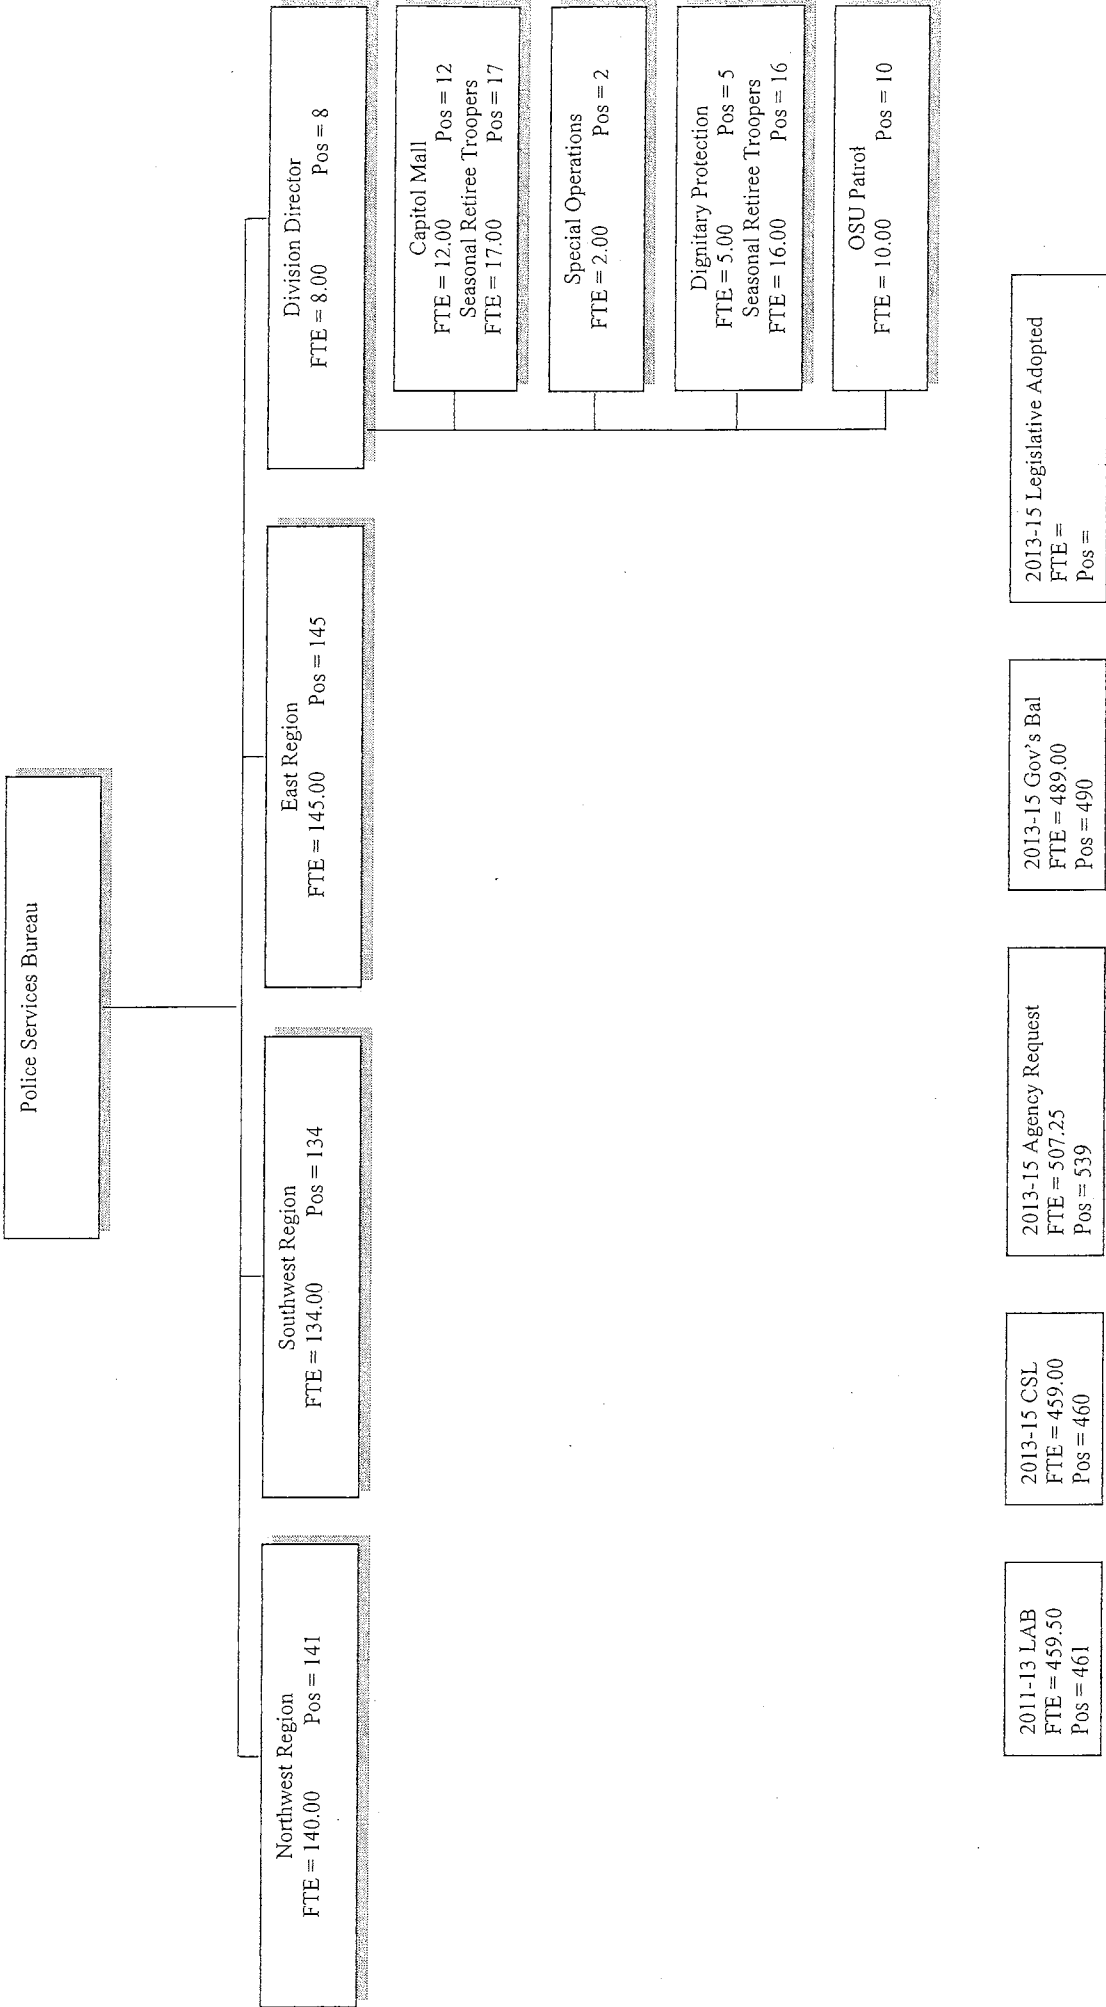 Police Services Bureau
Northwest Region
FTE = 140.00 Pos = 141
Southwest Region
FTE = 134.00 Pos = 134
East Region
FTE = 145.00 Pos = 145
Division Director
FTE = 8.00 Pos = 8
Capitol Mall
FTE = 12.00 Pos = 12
Seasonal Retiree Troopers
FTE = 17.00 Pos = 17
Special Operations
FTE = 2.00 Pos = 2
Dignitary Protection
FTE = 5.00 Pos = 5
Seasonal Retiree Troopers
FTE = 16.00 Pos = 16
OSU Patrol
FTE = 10.00 Pos = 10
2011-13 LAB
FTE = 459.50
Pos = 461
2013-15 CSL
FTE = 459.00
Pos = 460
2013-15 Agency Request
FTE = 507.25
Pos = 539
2013-15 Gov's Bal
FTE = 489.00
Pos = 490
2013-15 Legislative Adopted
FTE =
Pos =